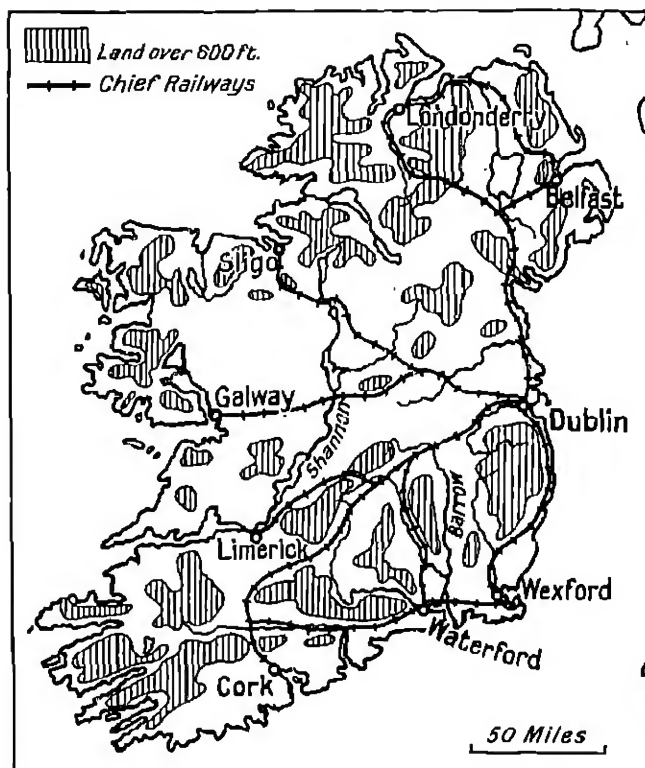 Land over 600 ft.
Chief Railways
Londonderry
Belfast
Sligo
Galway
Shannon
Dublin
Barrow
Limerick
Wexford
Waterford
Cork
50 Miles